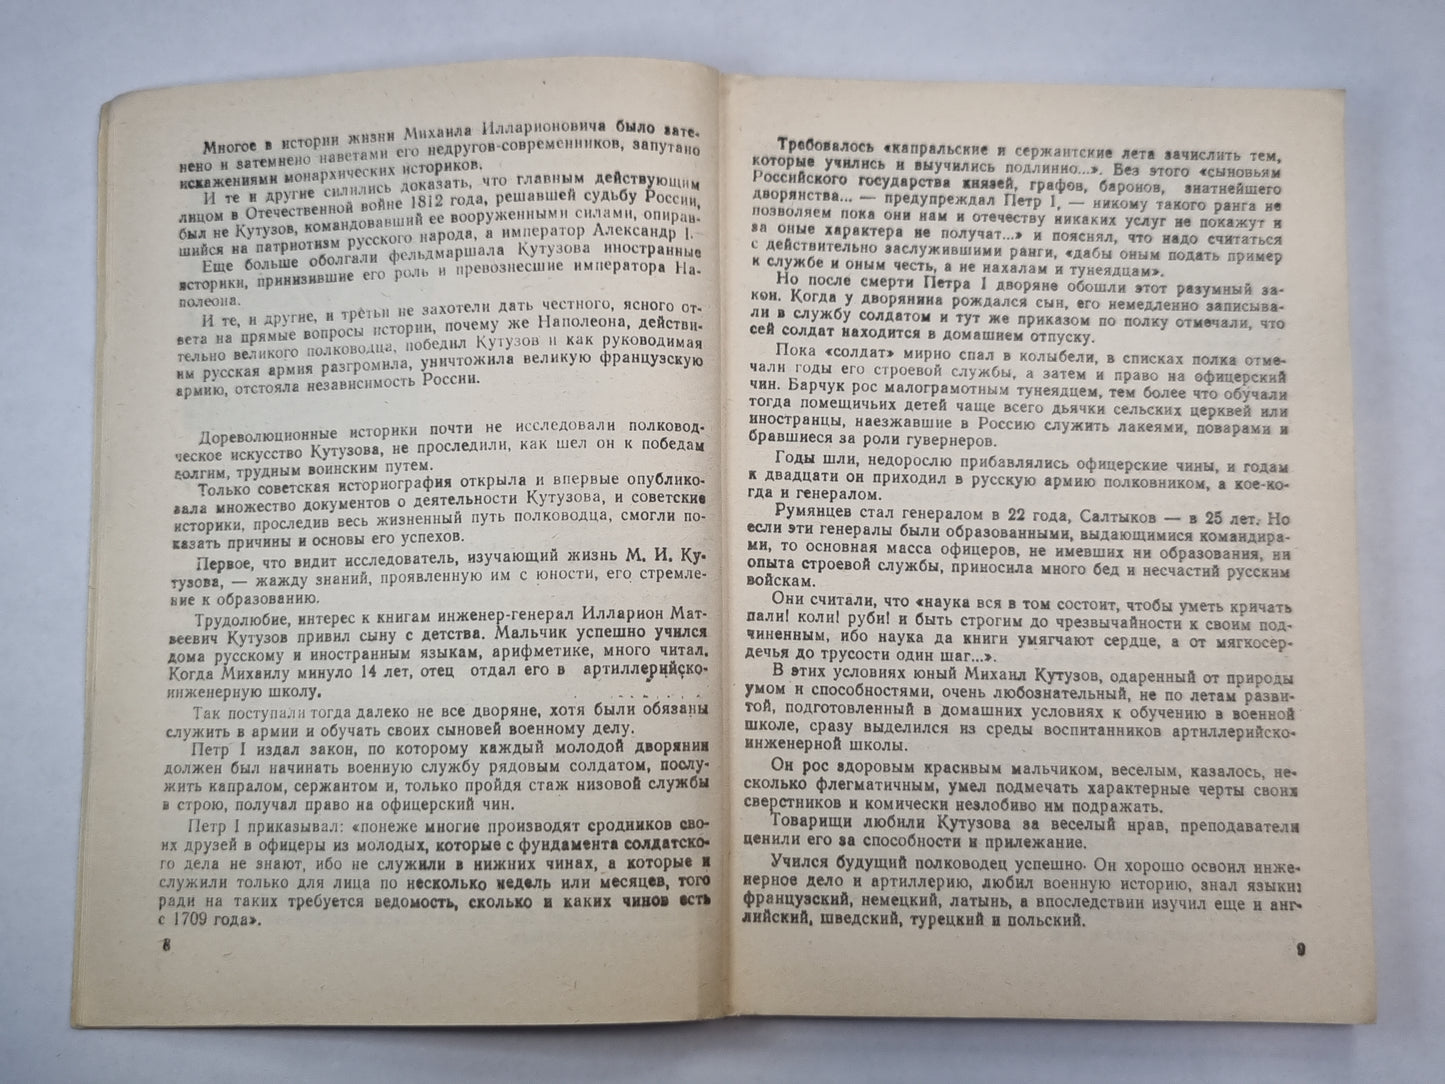 Многое в истории жизни Михаила Илларионовича было зате-
нено и затемнено наветами его недругов-современников, запутано
искажениями монархических историков.
И те и другие силились доказать, что главным действующим
лицом в Отечественной войне 1812 года, решавшей судьбу России,
был не Кутузов, командовавший ее вооруженными силами, опирав-
шийся на патриотизм русского народа, а император Александр I.
Еще больше оболгали фельдмаршала Кутузова иностранные
историки, принизившие его роль и превознесшие императора На-
полеона.
И те, и другие, и третьи не захотели дать честного, ясного от-
вета на прямые вопросы истории, почему же Наполеона, действи-
тельно великого полководца, победил Кутузов и как руководимая
им русская армия разгромила, уничтожила великую французскую
армию, отстояла независимость России.
Дореволюционные историки почти не исследовали полковод-
ческое искусство Кутузова, не проследили, как шел он к победам
долгим, трудным воинским путем.
Только советская историография открыла и впервые опублико-
вала множество документов о деятельности Кутузова, и советские
историки, проследив весь жизненный путь полководца, смогли по-
казать причины и основы его успехов.
Первое, что видит исследователь, изучающий жизнь М. И. Ку-
тузова, — жажду знаний, проявленную им с юности, его стремле-
ние к образованию.
Трудолюбие, интерес к книгам инженер-генерал Илларион Мат-
веевич Кутузов привил сыну с детства. Мальчик успешно учился
дома русскому и иностранным языкам, арифметике, много читал.
Когда Михаилу минуло 14 лет, отец отдал его в артиллерийско-
инженерную школу.
Так поступали тогда далеко не все дворяне, хотя были обязаны
служить в армии и обучать своих сыновей военному делу.
Петр I издал закон, по которому каждый молодой дворянин
должен был начинать военную службу рядовым солдатом, послу-
жить капралом, сержантом и, только пройдя стаж низовой службы
в строю, получал право на офицерский чин.
Петр I приказывал: «понеже многие производят сродников сво-
их друзей в офицеры из молодых, которые с фундамента солдатско-
го дела не знают, ибо не служили в нижних чинах, а которые и
служили только для лица по несколько недель или месяцев, того
ради на таких требуется ведомость, сколько и каких чинов есть
с 1709 года».
8
Требовалось «капральские и сержантские лета зачислить тем,
которые учились и выучились подлинно...». Без этого «сыновьям
Российского государства князей, графов, баронов, знатнейшего
дворянства... — предупреждал Петр I, — никому такого ранга не
позволяем пока они нам и отечеству никаких услуг не покажут и
за оные характера не получат...» и пояснял, что надо считаться
с действительно заслужившими ранги, «дабы оным подать пример
к службе и оным честь, а не нахалам и тунеядцам».
Но после смерти Петра I дворяне обошли этот разумный за-
кон. Когда у дворянина рождался сын, его немедленно записыва-
ли в службу солдатом и тут же приказом по полку отмечали, что
сей солдат находится в домашнем отпуску.
Пока «солдат» мирно спал в колыбели, в списках полка отме-
чали годы его строевой службы, а затем и право на офицерский
чин. Барчук рос малограмотным тунеядцем, тем более что обучали
тогда помещичьих детей чаще всего дьячки сельских церквей или
иностранцы, наезжавшие в Россию служить лакеями, поварами и
бравшиеся за роли гувернеров.
Годы шли, недорослю прибавлялись офицерские чины, и годам
к двадцати он приходил в русскую армию полковником, а кое-ко-
гда и генералом.
Румянцев стал генералом в 22 года, Салтыков — в 25 лет. Но
если эти генералы были образованными, выдающимися командира-
ми, то основная масса офицеров, не имевших ни образования, ни
опыта строевой службы, приносила много бед и несчастий русским
войскам.
Они считали, что «наука вся в том состоит, чтобы уметь кричать
пали! коли! руби! и быть строгим до чрезвычайности к своим под-
чиненным, ибо наука да книги умягчают сердце, а от мягкосер-
дечья до трусости один шаг...».
В этих условиях юный Михаил Кутузов, одаренный от природы
умом и способностями, очень любознательный, не по летам разви-
той, подготовленный в домашних условиях к обучению в военной
школе, сразу выделился из среды воспитанников артиллерийско-
инженерной школы.
Он рос здоровым красивым мальчиком, веселым, казалось, не-
сколько флегматичным, умел подмечать характерные черты своих
сверстников и комически незлобиво им подражать.
Товарищи любили Кутузова за веселый нрав, преподаватели
ценили его за способности и прилежание.
Учился будущий полководец успешно. Он хорошо освоил инже-
нерное дело и артиллерию, любил военную историю, знал языки:
французский, немецкий, латынь, а впоследствии изучил еще и анг-
лийский, шведский, турецкий и польский.
9